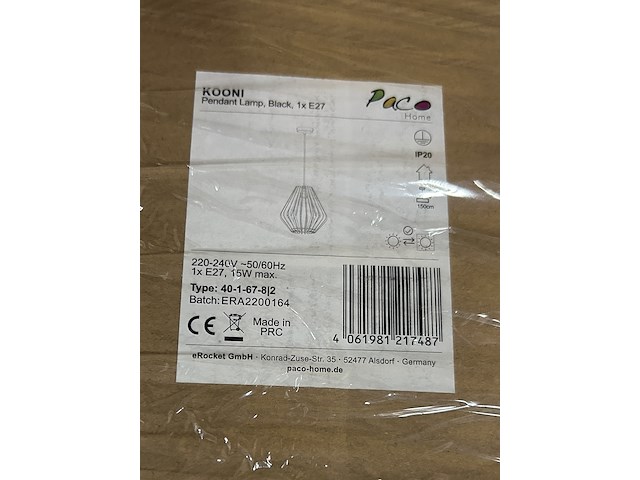 KOONI
Pendant Lamp, Black, 1x E27
Paco
Home
IP20
150cm
220-240V ~50/60Hz
1x E27, 15W max.
Type: 40-1-67-8|2
Batch: ERA2200164
CE
Made in
PRC
4 061981 217487
eRocket GmbH · Konrad-Zuse-Str. 35 · 52477 Alsdorf · Germany
paco-home.de